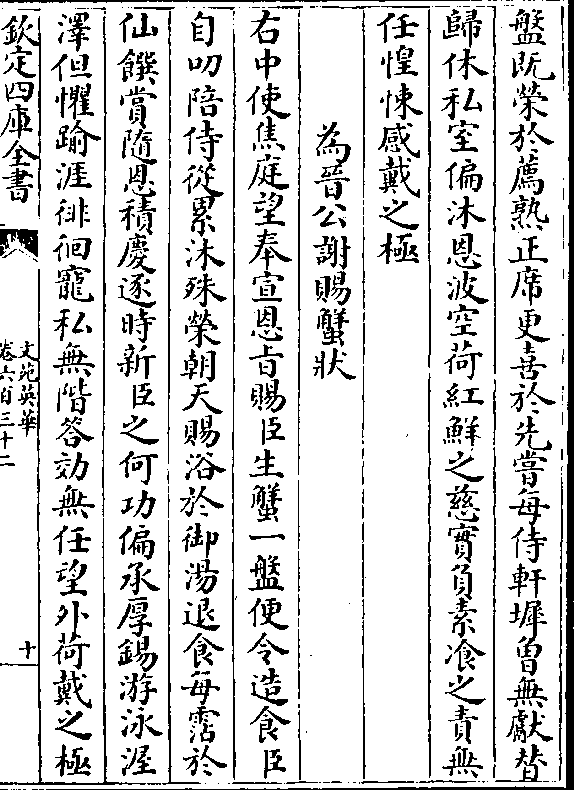 盤既榮於薦熟正席更喜於先嘗每侍軒墀曽無獻替
歸休私室偏沐恩波空荷紅鮮之慈實負素飡之責無
任惶悚感戴之極
為晉公謝賜蟹狀
右中使焦庭望奉宣恩㫖賜臣生蟹一盤便令造食臣
自叨陪侍從累沐殊榮朝天賜浴於御湯退食每霑於
仙饌賞隨恩積慶逐時新臣之何功偏承厚錫游泳渥
澤但懼踰涯徘徊寵私無階答効無任望外荷戴之極
欽定四庫全書
文苑英華
卷六百三十二
十